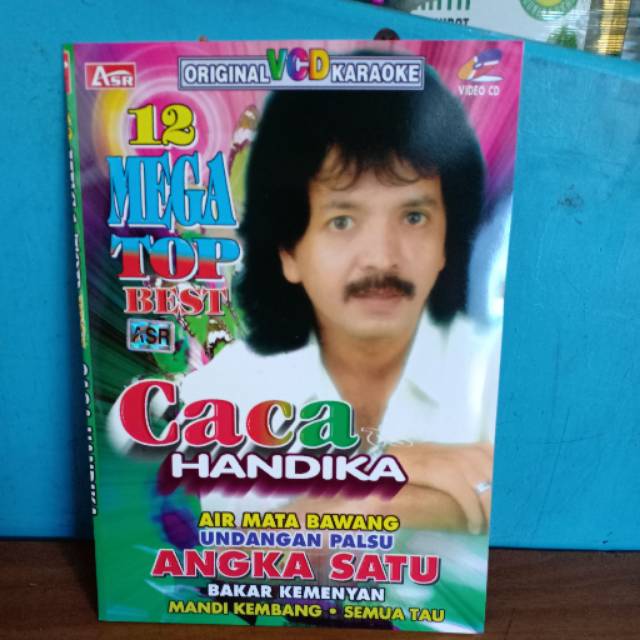 ASR
ORIGINAL VCD KARAOKE
VIDEO CD
12
MEGA
TOP
BEST
ASR
Caca
HANDIKA
AIR MATA BAWANG
UNDANGAN PALSU
ANGKA SATU
BAKAR KEMENYAN
MANDI KEMBANG • SEMUA TAU